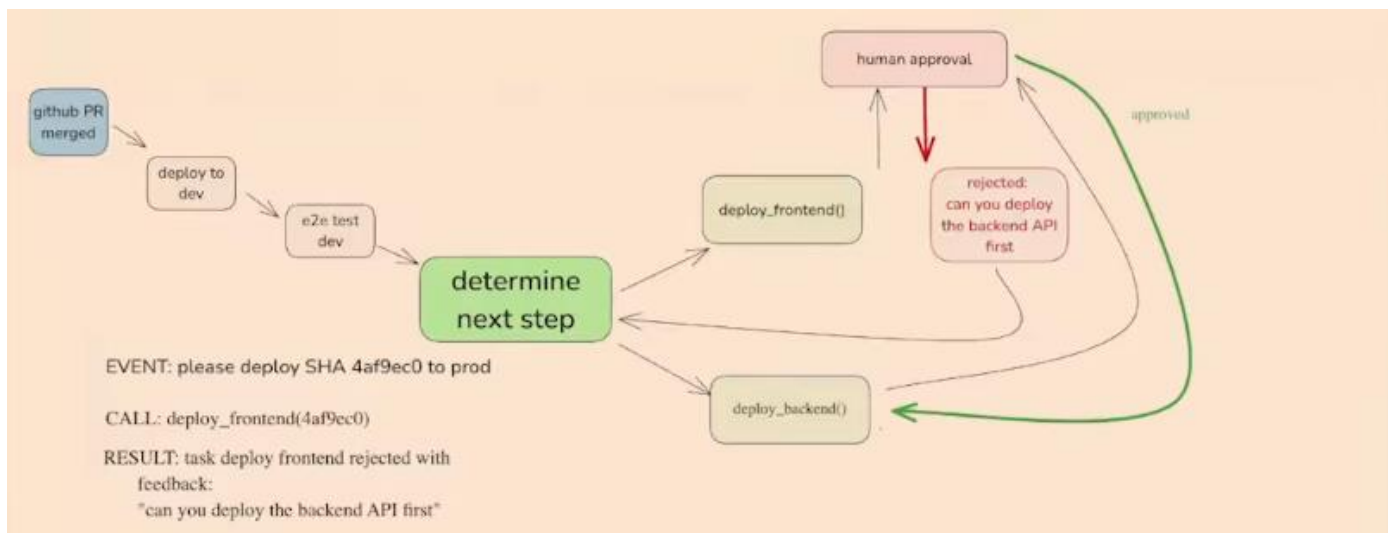 human approval
github PR
merged
approved
deploy to
dev
rejected:
can you deploy
the backend API
first
deploy_frontend()
e2e test
dev
determine
next step
EVENT: please deploy SHA 4af9ec0 to prod
deploy_backend()
CALL: deploy_frontend(4af9ec0)
RESULT: task deploy frontend rejected with
feedback:
"can you deploy the backend API first"